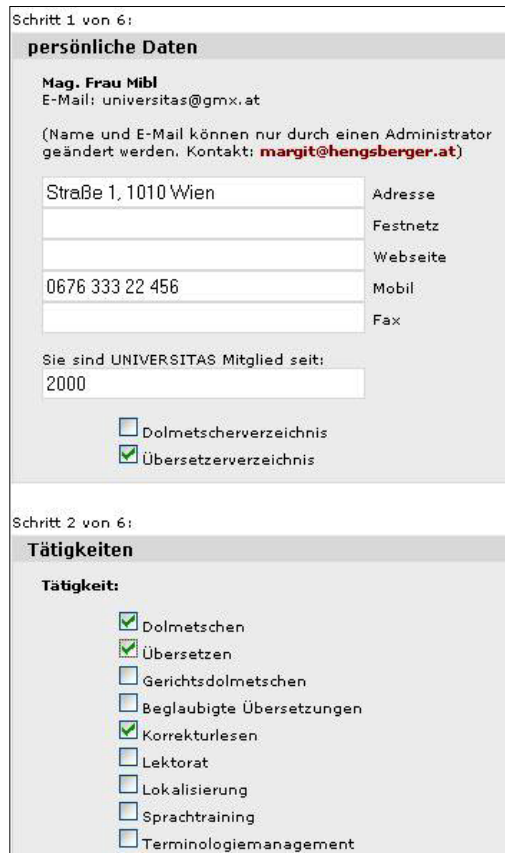 Schritt 1 von 6:
persönliche Daten
Mag. Frau Mibl
E-Mail: universitas@gmx.at
(Name und E-Mail können nur durch einen Administrator
geändert werden. Kontakt: margit@hengsberger.at)
Straße 1, 1010 Wien Adresse
Festnetz
Webseite
0676 333 22 456 Mobil
Fax
Sie sind UNIVERSITAS Mitglied seit:
2000
Dolmetscherverzeichnis
Übersetzerverzeichnis
Schritt 2 von 6:
Tätigkeiten
Tätigkeit:
Dolmetschen
Übersetzen
Gerichtsdolmetschen
Beglaubigte Übersetzungen
Korrekturlesen
Lektorat
Lokalisierung
Sprachtraining
Terminologiemanagement